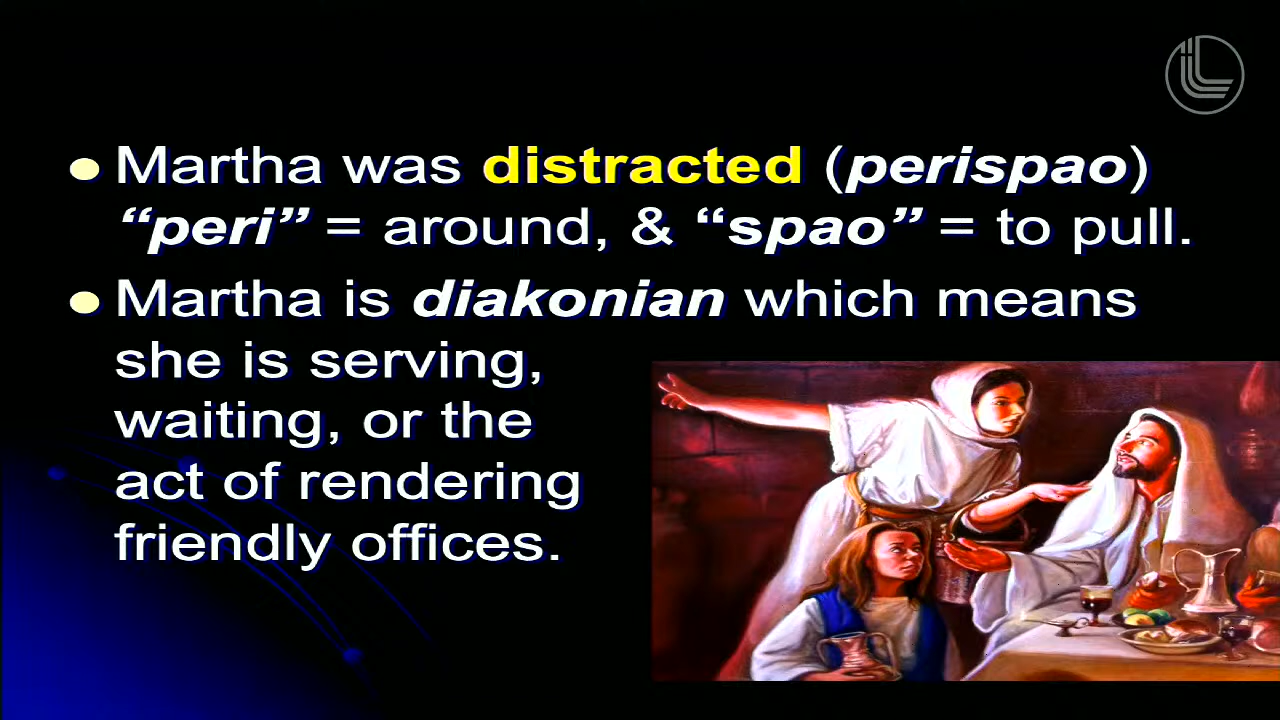 Martha was distracted (perispao)
“peri” = around, & “spao” = to pull.
Martha is diakonian which means
she is serving,
waiting, or the
act of rendering
friendly offices.